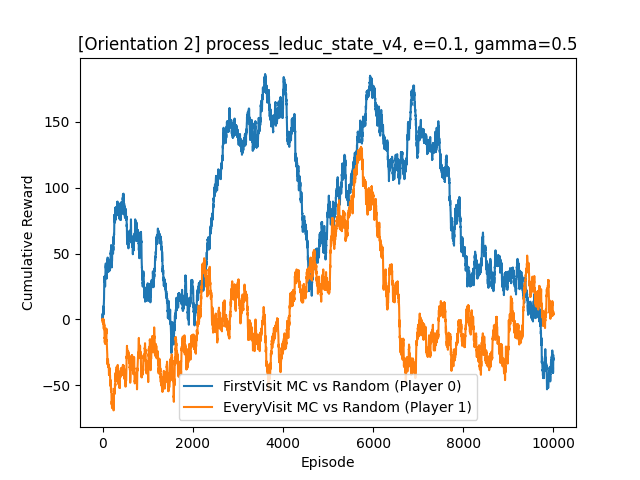 [Orientation 2] process_leduc_state_v4, e=0.1, gamma=0.5
Cumulative Reward
150
100
50
0
−50
FirstVisit MC vs Random (Player 0)
EveryVisit MC vs Random (Player 1)
0
2000
4000
6000
8000
10000
Episode